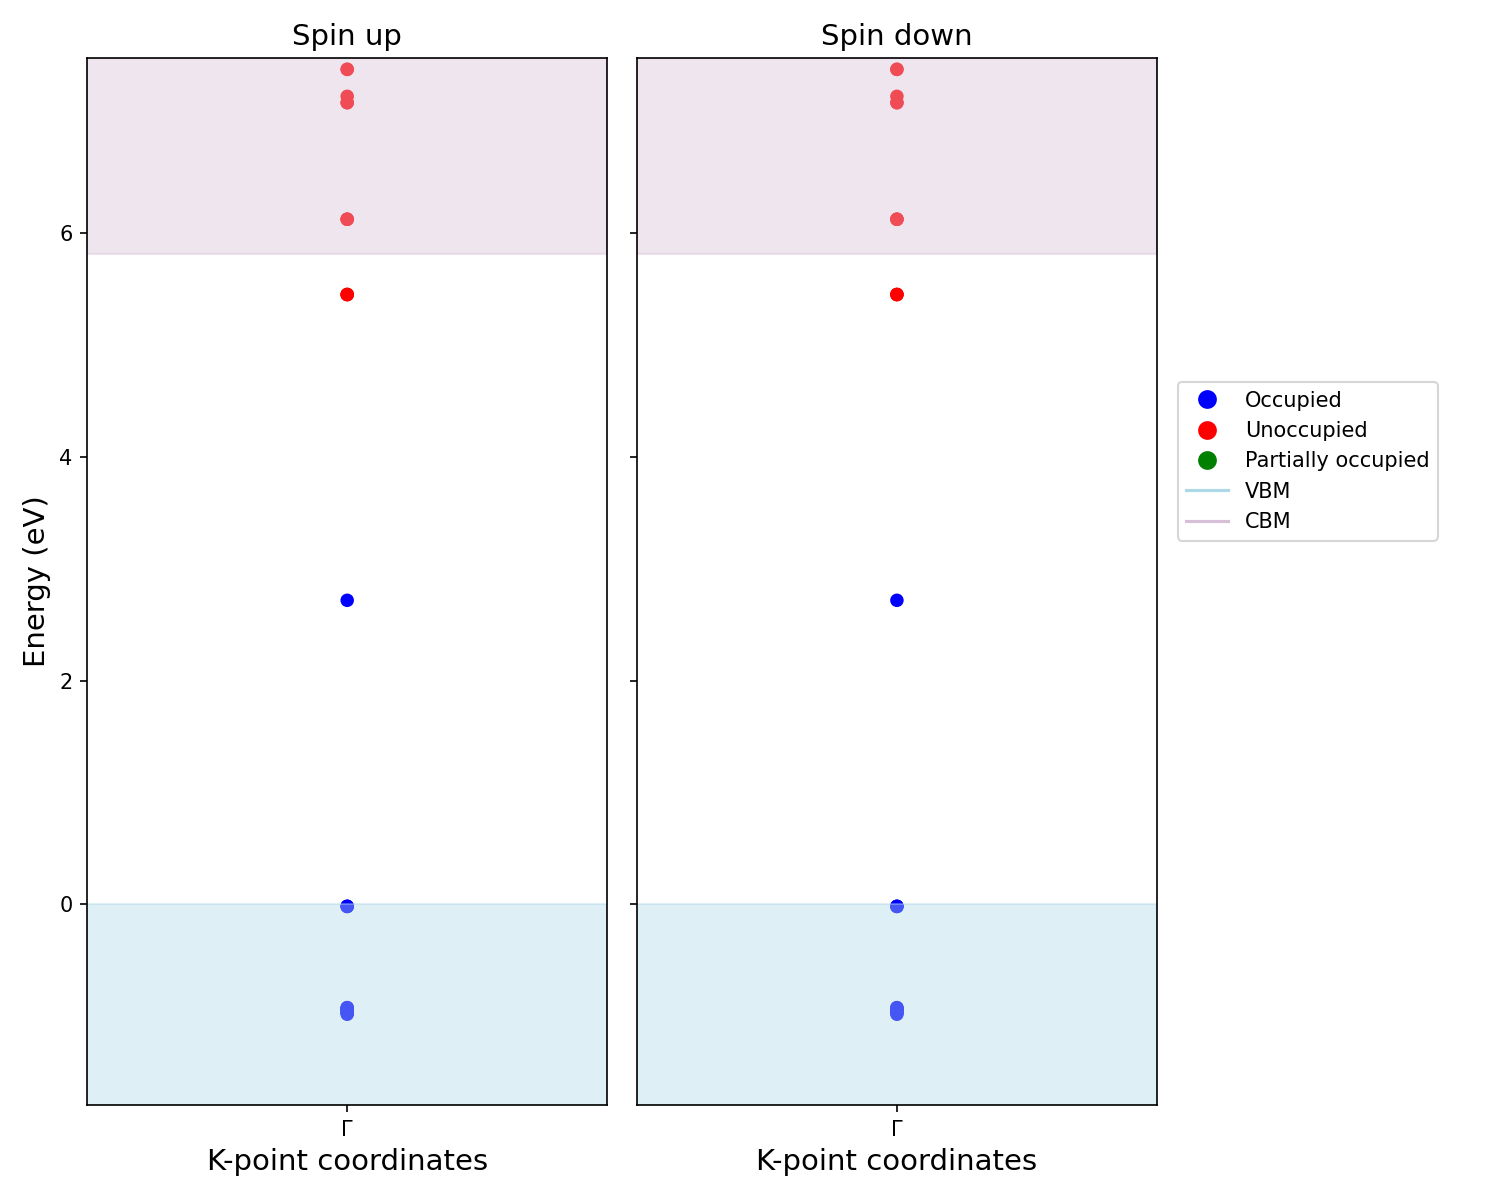 Spin up
Spin down
Energy (eV)
6
4
2
0
Γ
Γ
K-point coordinates
K-point coordinates
Occupied
Unoccupied
Partially occupied
VBM
CBM